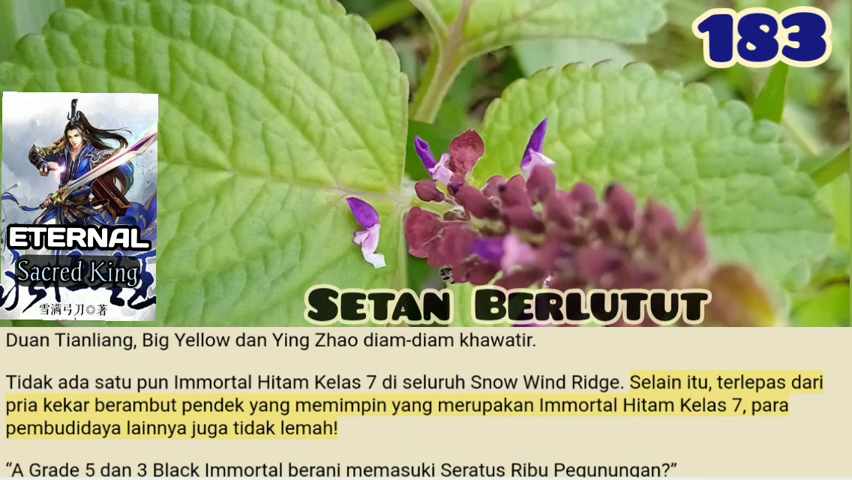 183
ETERNAL
Sacred King
雪满弓刀◎著
SETAN BERLUTUT
Duan Tianliang, Big Yellow dan Ying Zhao diam-diam khawatir.
Tidak ada satu pun Immortal Hitam Kelas 7 di seluruh Snow Wind Ridge. Selain itu, terlepas dari
pria kekar berambut pendek yang memimpin yang merupakan Immortal Hitam Kelas 7, para
pembudidaya lainnya juga tidak lemah!
“A Grade 5 dan 3 Black Immortal berani memasuki Seratus Ribu Pegunungan?”